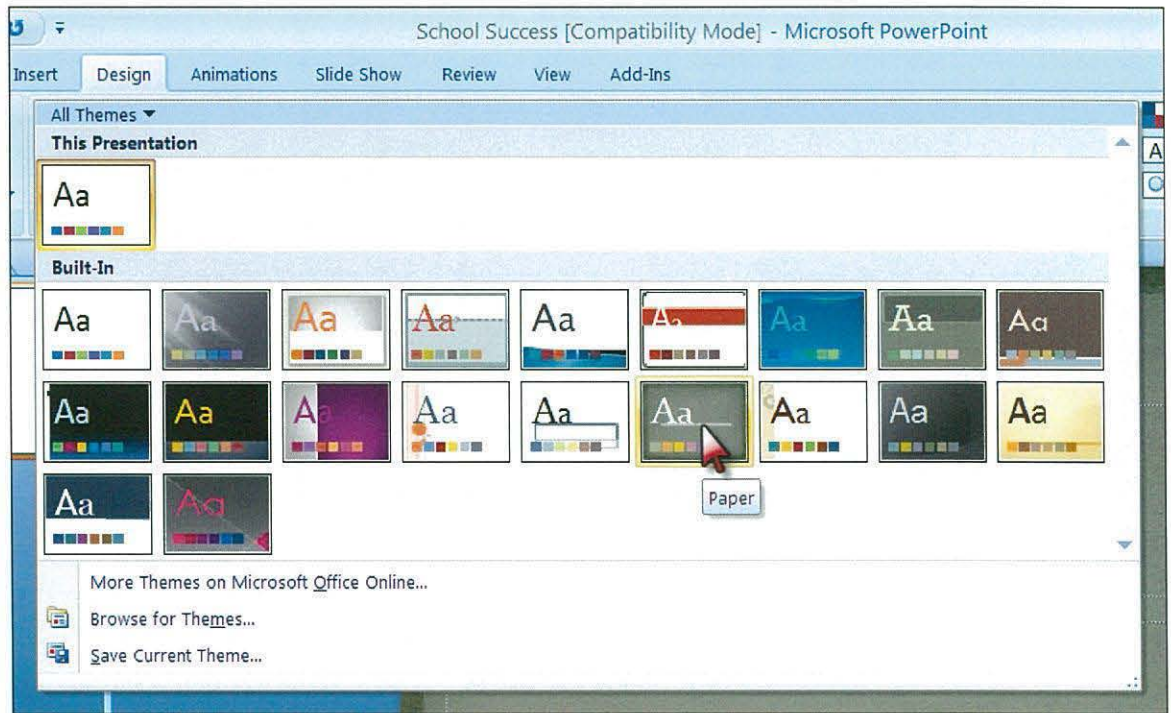 School Success [Compatibility Mode] - Microsoft PowerPoint
Insert Design Animations Slide Show Review View Add-Ins
All Themes
This Presentation
Aa
Built-In
Aa Aa Aa Aa Aa Aa Aa Aa Aa
Aa Aa Aa Aa Aa Aa Aa Aa Aa
Paper
Aa Aa
More Themes on Microsoft Office Online...
Browse for Themes...
Save Current Theme...